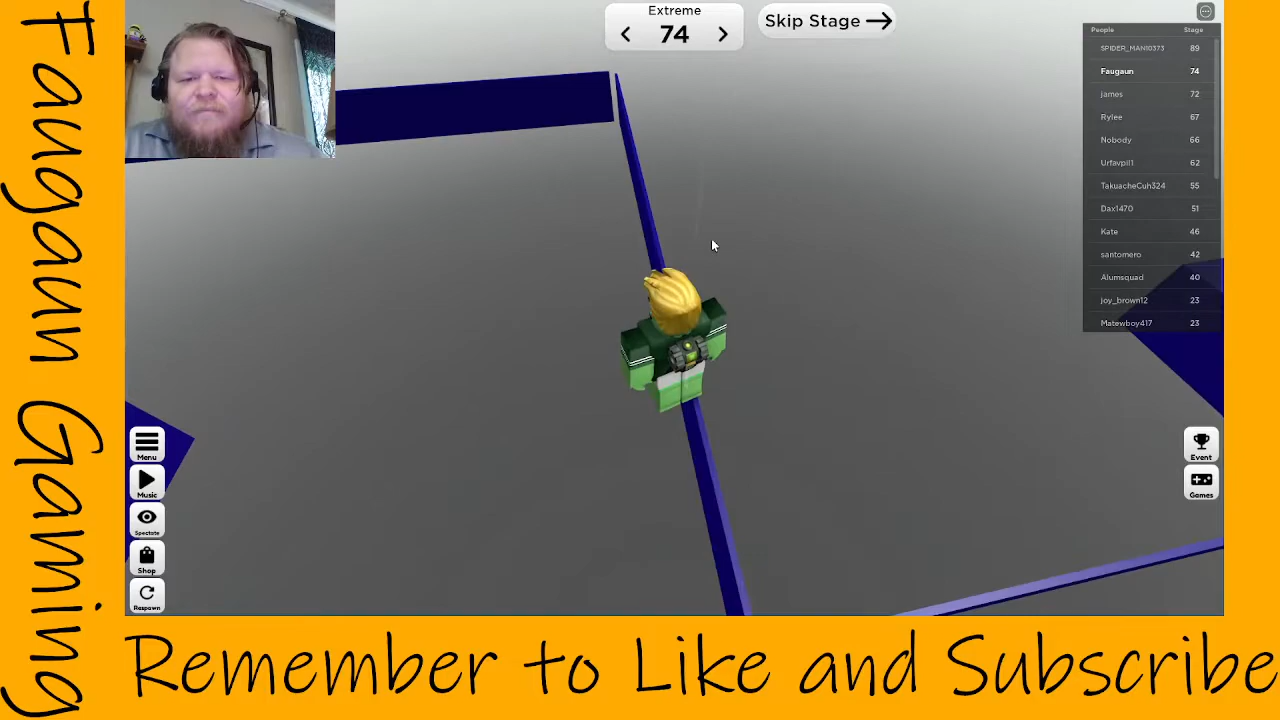 Faugaun Gaming
Extreme
74
Skip Stage
People Stage
SPIDER_MAN10373 89
Faugaun 74
james 72
Rylee 67
Nobody 66
Urfavpil1 62
TakuacheCuh324 55
Dax1470 51
Kate 46
santomero 42
Alumsquad 40
joy_brown12 23
Matewboy417 23
Menu
Music
Spectate
Shop
Respawn
Event
Games
Remember to Like and Subscribe